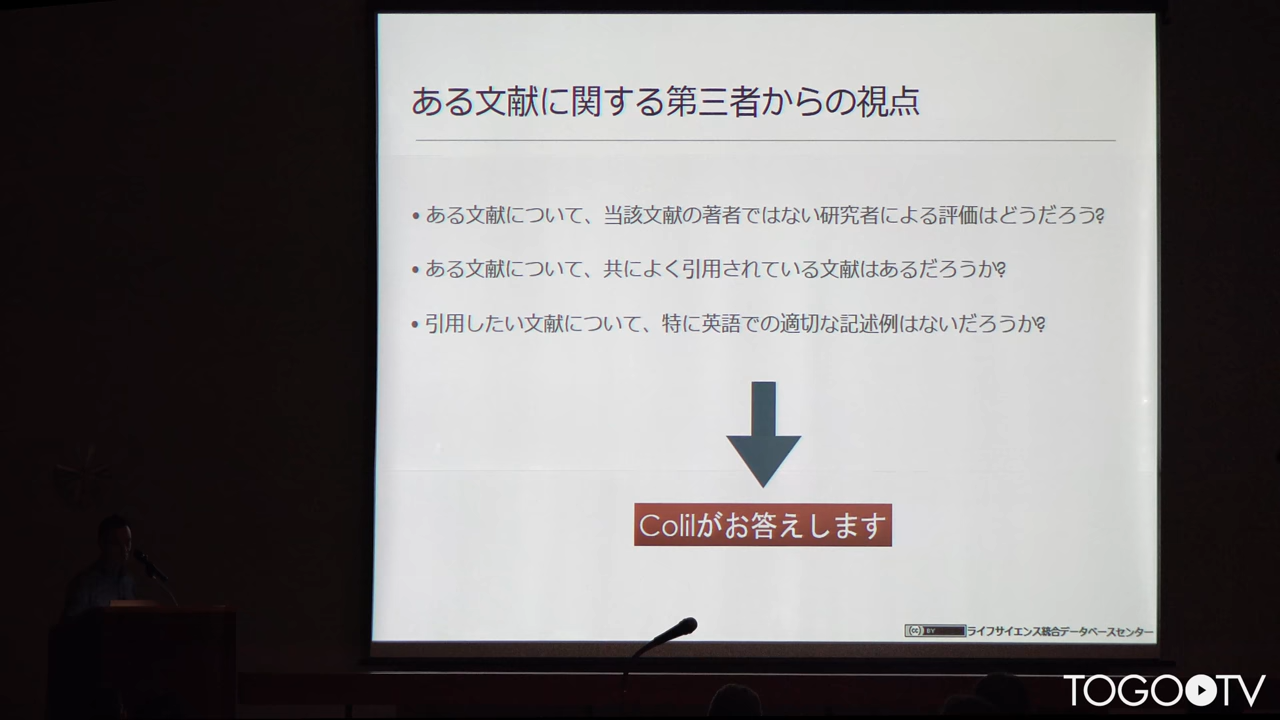 ある文献に関する第三者からの視点
• ある文献について、当該文献の著者ではない研究者による評価はどうだろう?
• ある文献について、共によく引用されている文献はあるだろうか?
• 引用したい文献について、特に英語での適切な記述例はないだろうか?
Colilがお答えします
(cc) BY ライフサイエンス統合データベースセンター
TOGOTV